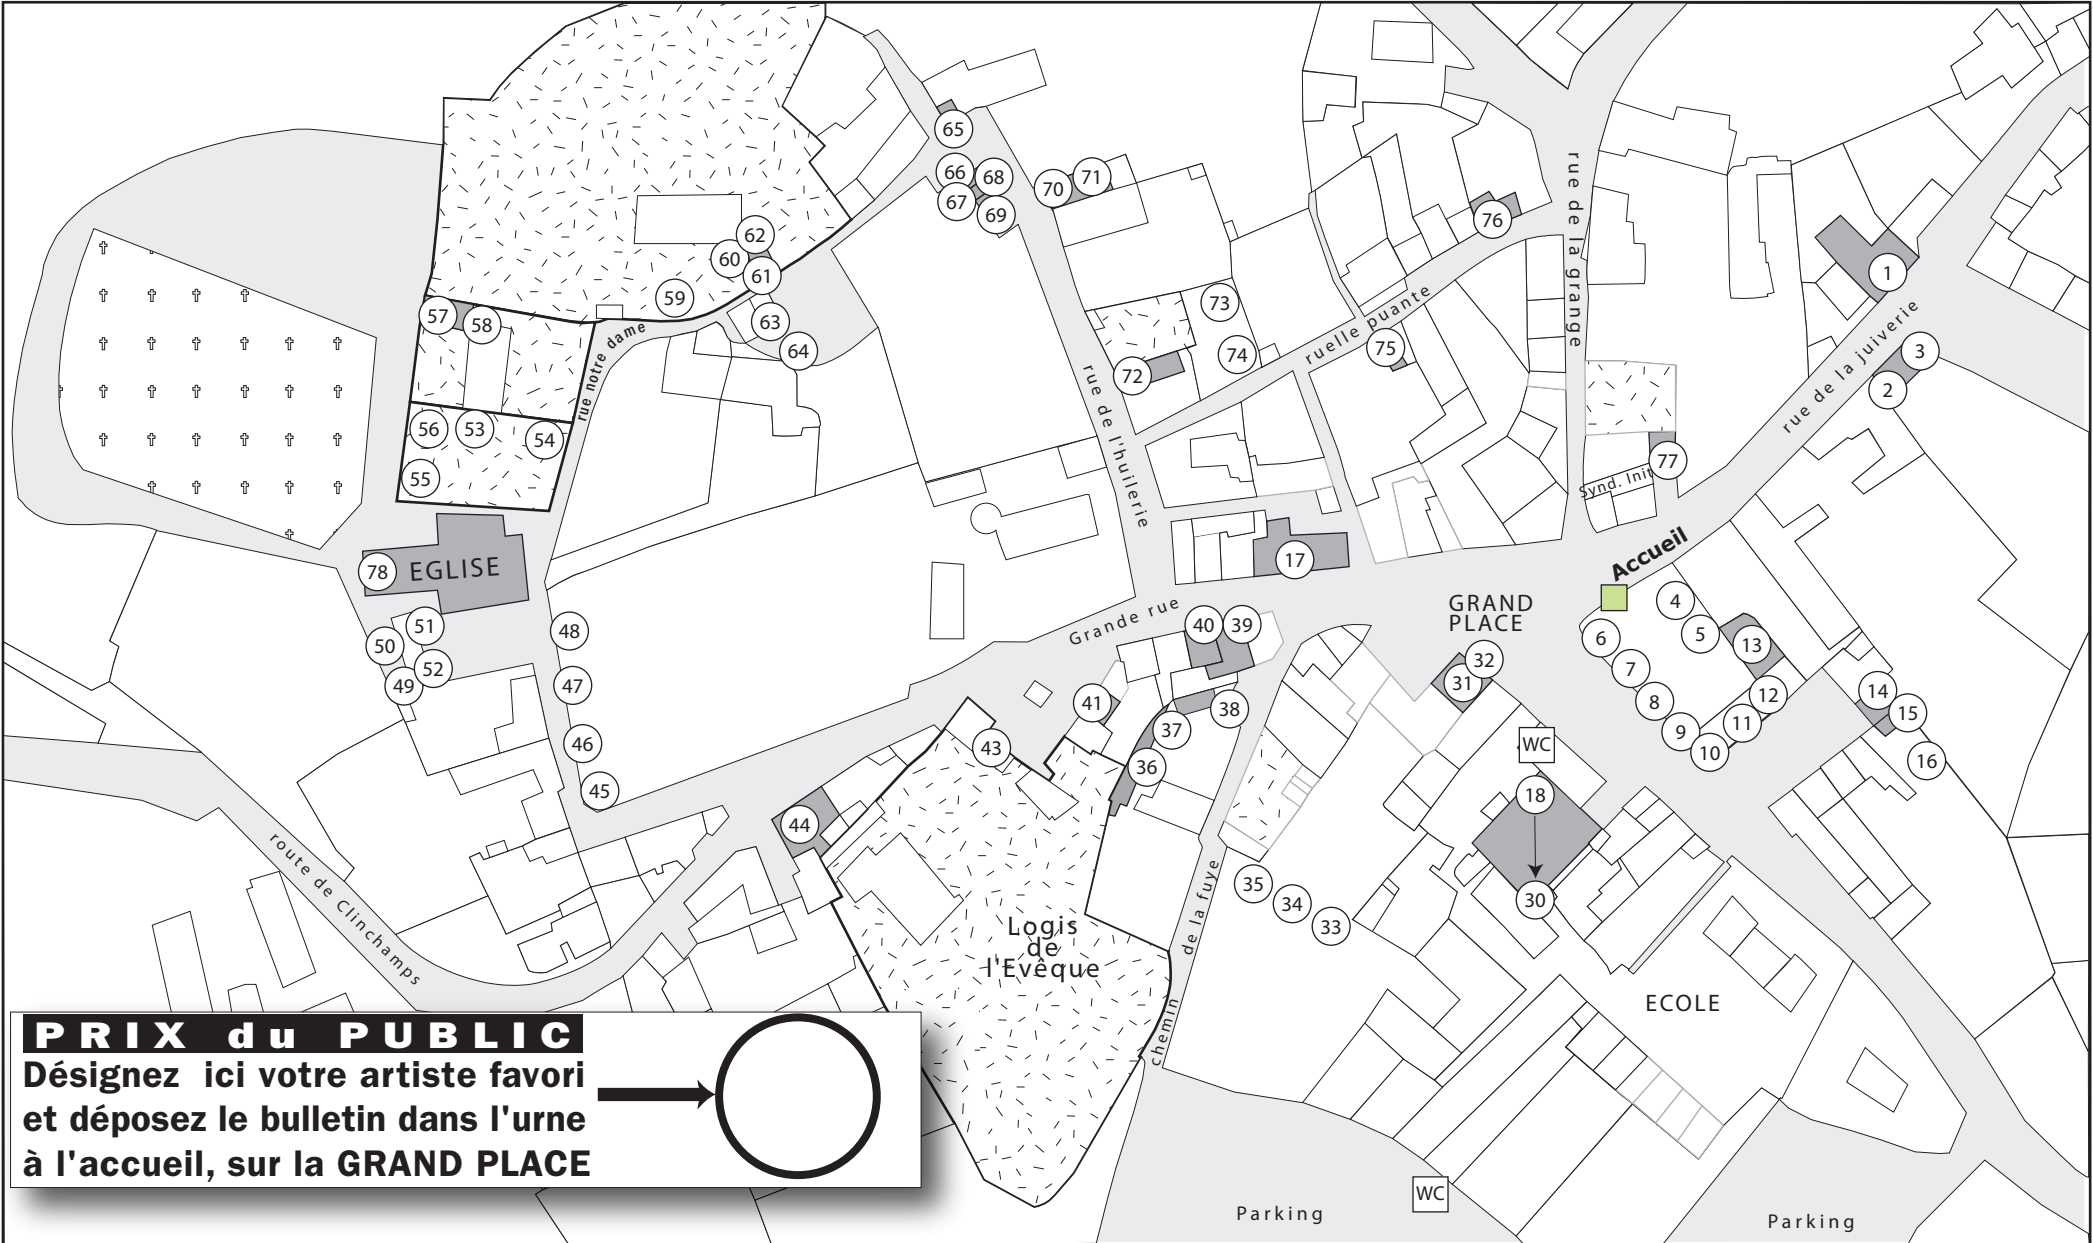 65
66
68
67
69
70
71
76
62
60
61
59
63
64
57
58
56
53
54
55
rue notre dame
73
74
72
75
ruelle puante
rue de la grange
rue de l'huilerie
1
3
2
rue de la juiverie
77
Synd. Init
Accueil
78
EGLISE
51
50
52
49
48
47
46
45
17
Grande rue
GRAND
PLACE
40
39
38
41
37
36
43
44
32
31
4
5
6
7
8
9
10
11
12
13
14
15
16
WC
18
30
35
34
33
route de Clinchamps
Logis
de
l'Evêque
chemin de la fuye
ECOLE
WC
Parking
Parking
PRIX du PUBLIC
Désignez ici votre artiste favori
et déposez le bulletin dans l'urne
à l'accueil, sur la GRAND PLACE